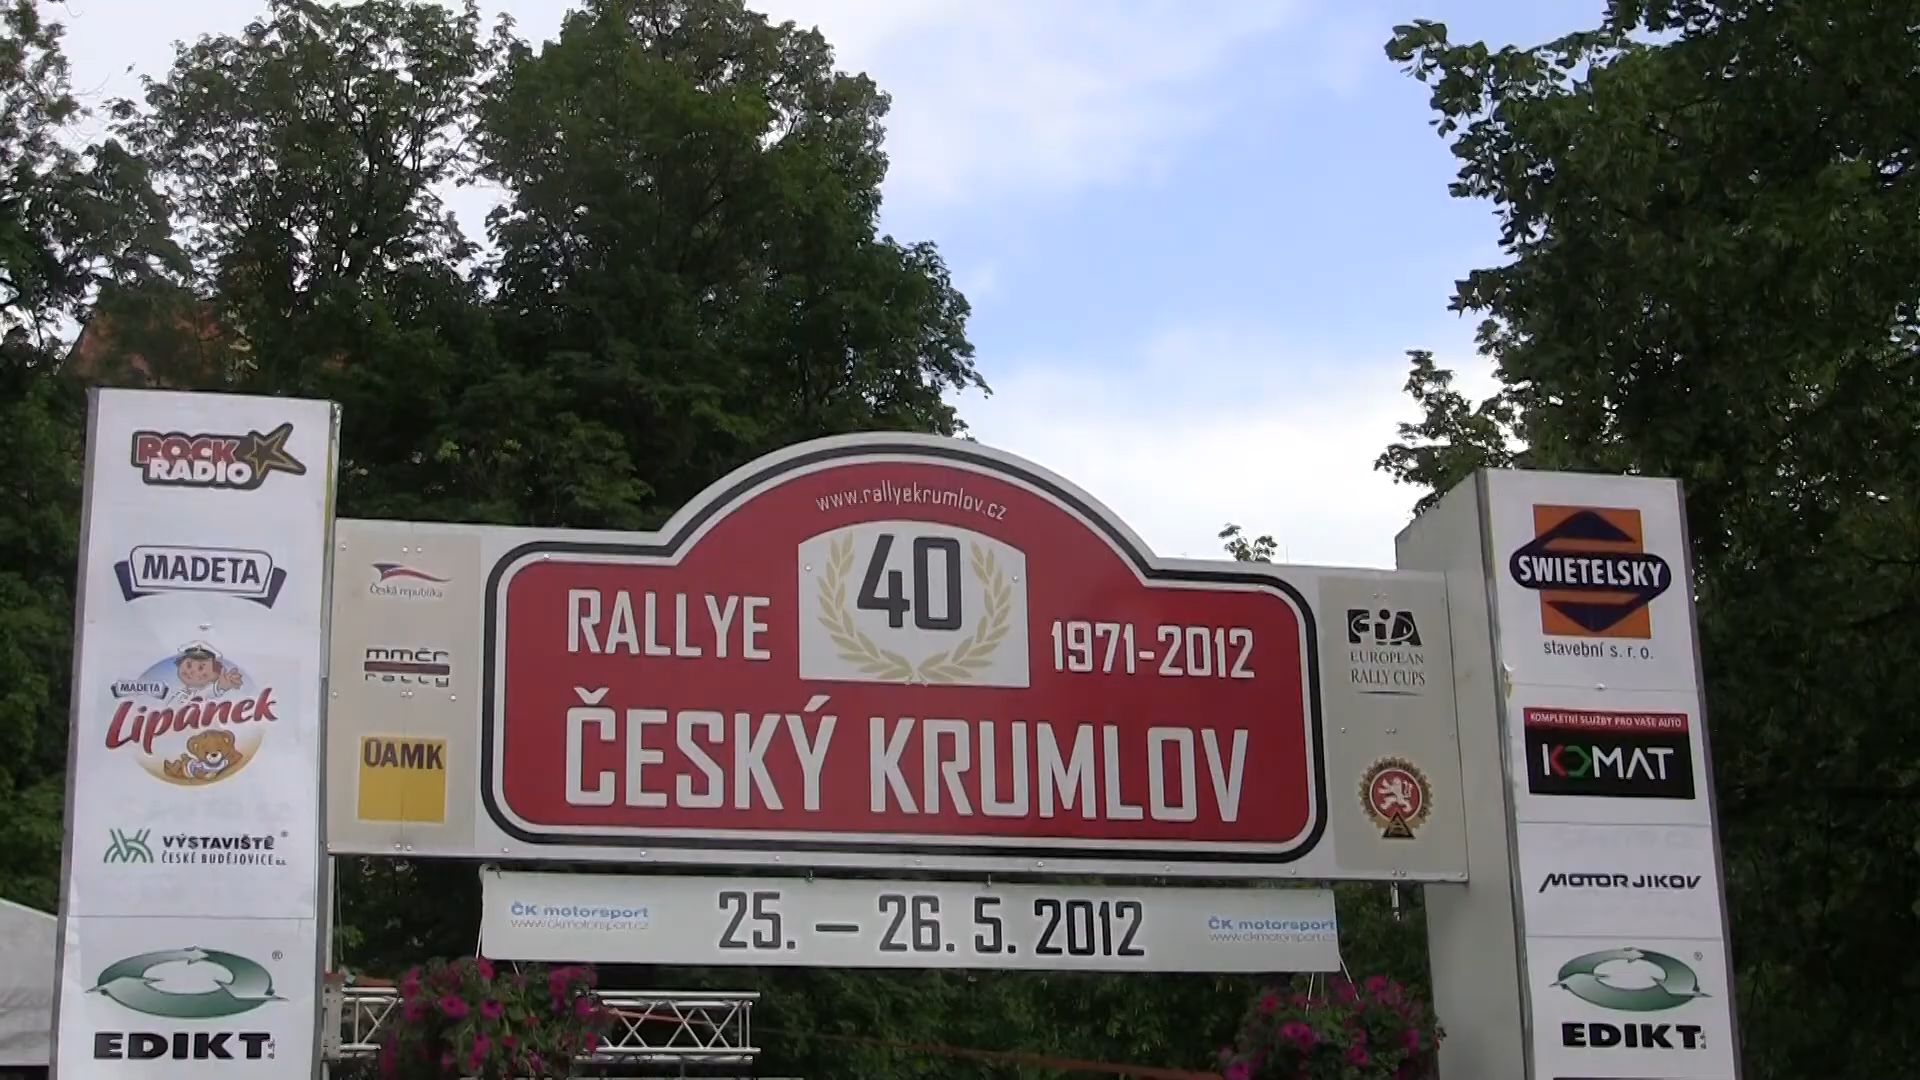 ROCK
RADIO
MADETA
MADETA
Lipánek
VÝSTAVIŠTĚ ®
ČESKÉ BUDĚJOVICE a.s.
®
EDIKT a.s.
Česká republika
mmčr
rally
ÚAMK
www.rallyekrumlov.cz
40
RALLYE
1971-2012
ČESKÝ KRUMLOV
ČK motorsport
www.ckmotorsport.cz
25. – 26. 5. 2012
ČK motorsport
www.ckmotorsport.cz
FiA
EUROPEAN
RALLY CUPS
SWIETELSKY
stavební s. r. o.
KOMPLETNÍ SLUŽBY PRO VAŠE AUTO
KOMAT
MOTOR JIKOV
®
EDIKT a.s.